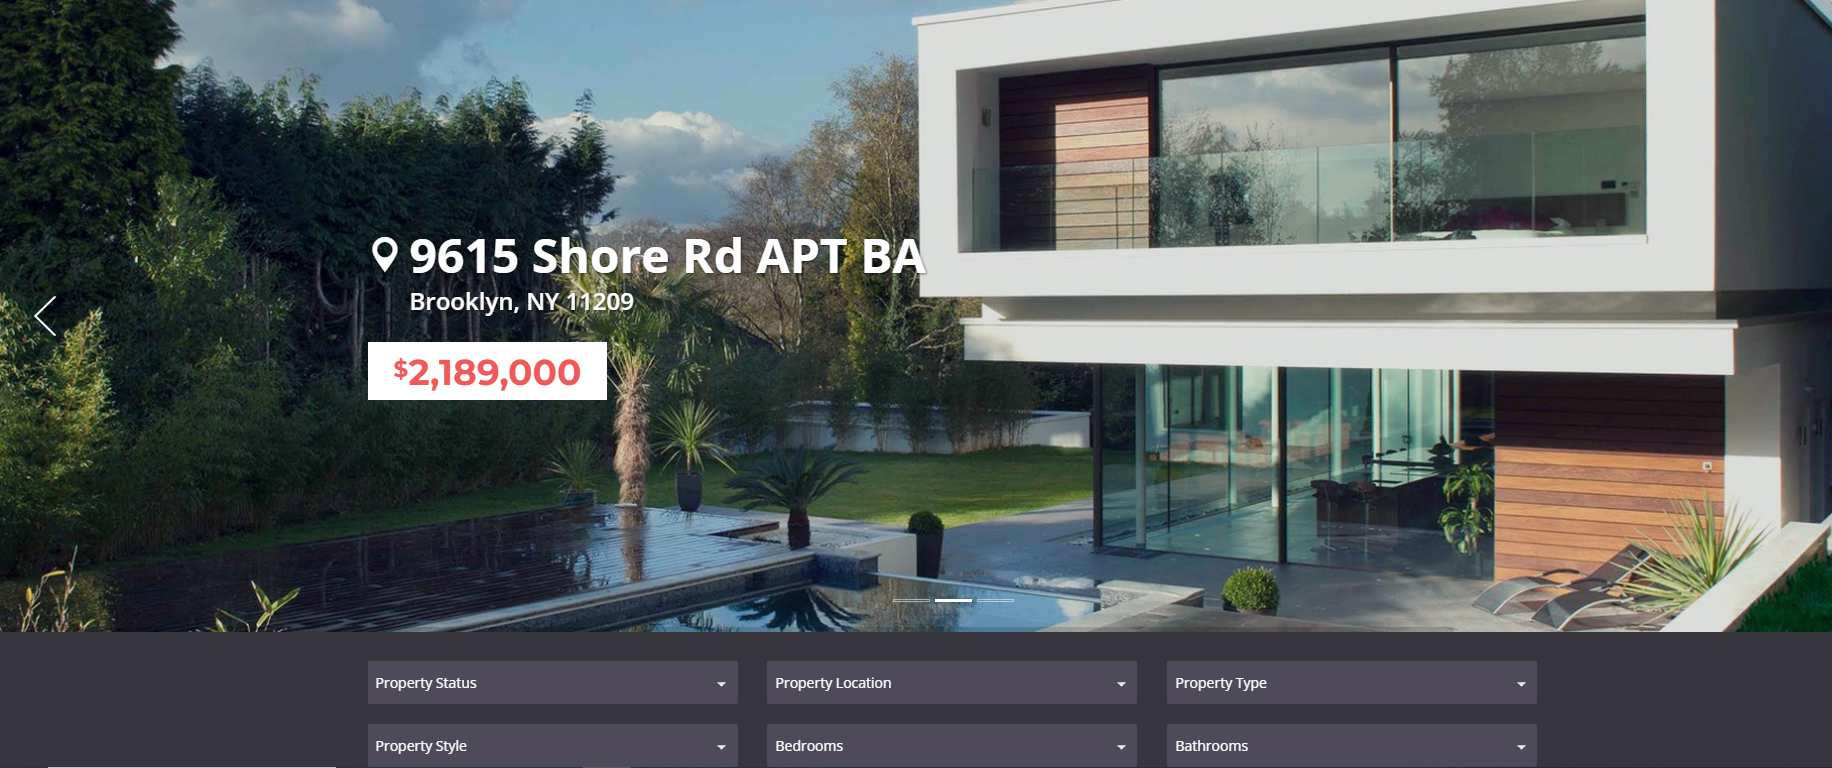 9615 Shore Rd APT BA
Brooklyn, NY 11209
$2,189,000
Property Status
Property Location
Property Type
Property Style
Bedrooms
Bathrooms